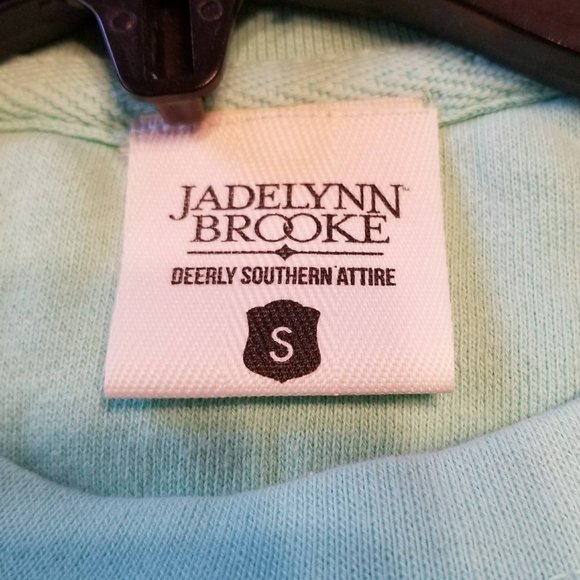 JADELYNN™
BROOKE
DEERLY SOUTHERN ATTIRE
S